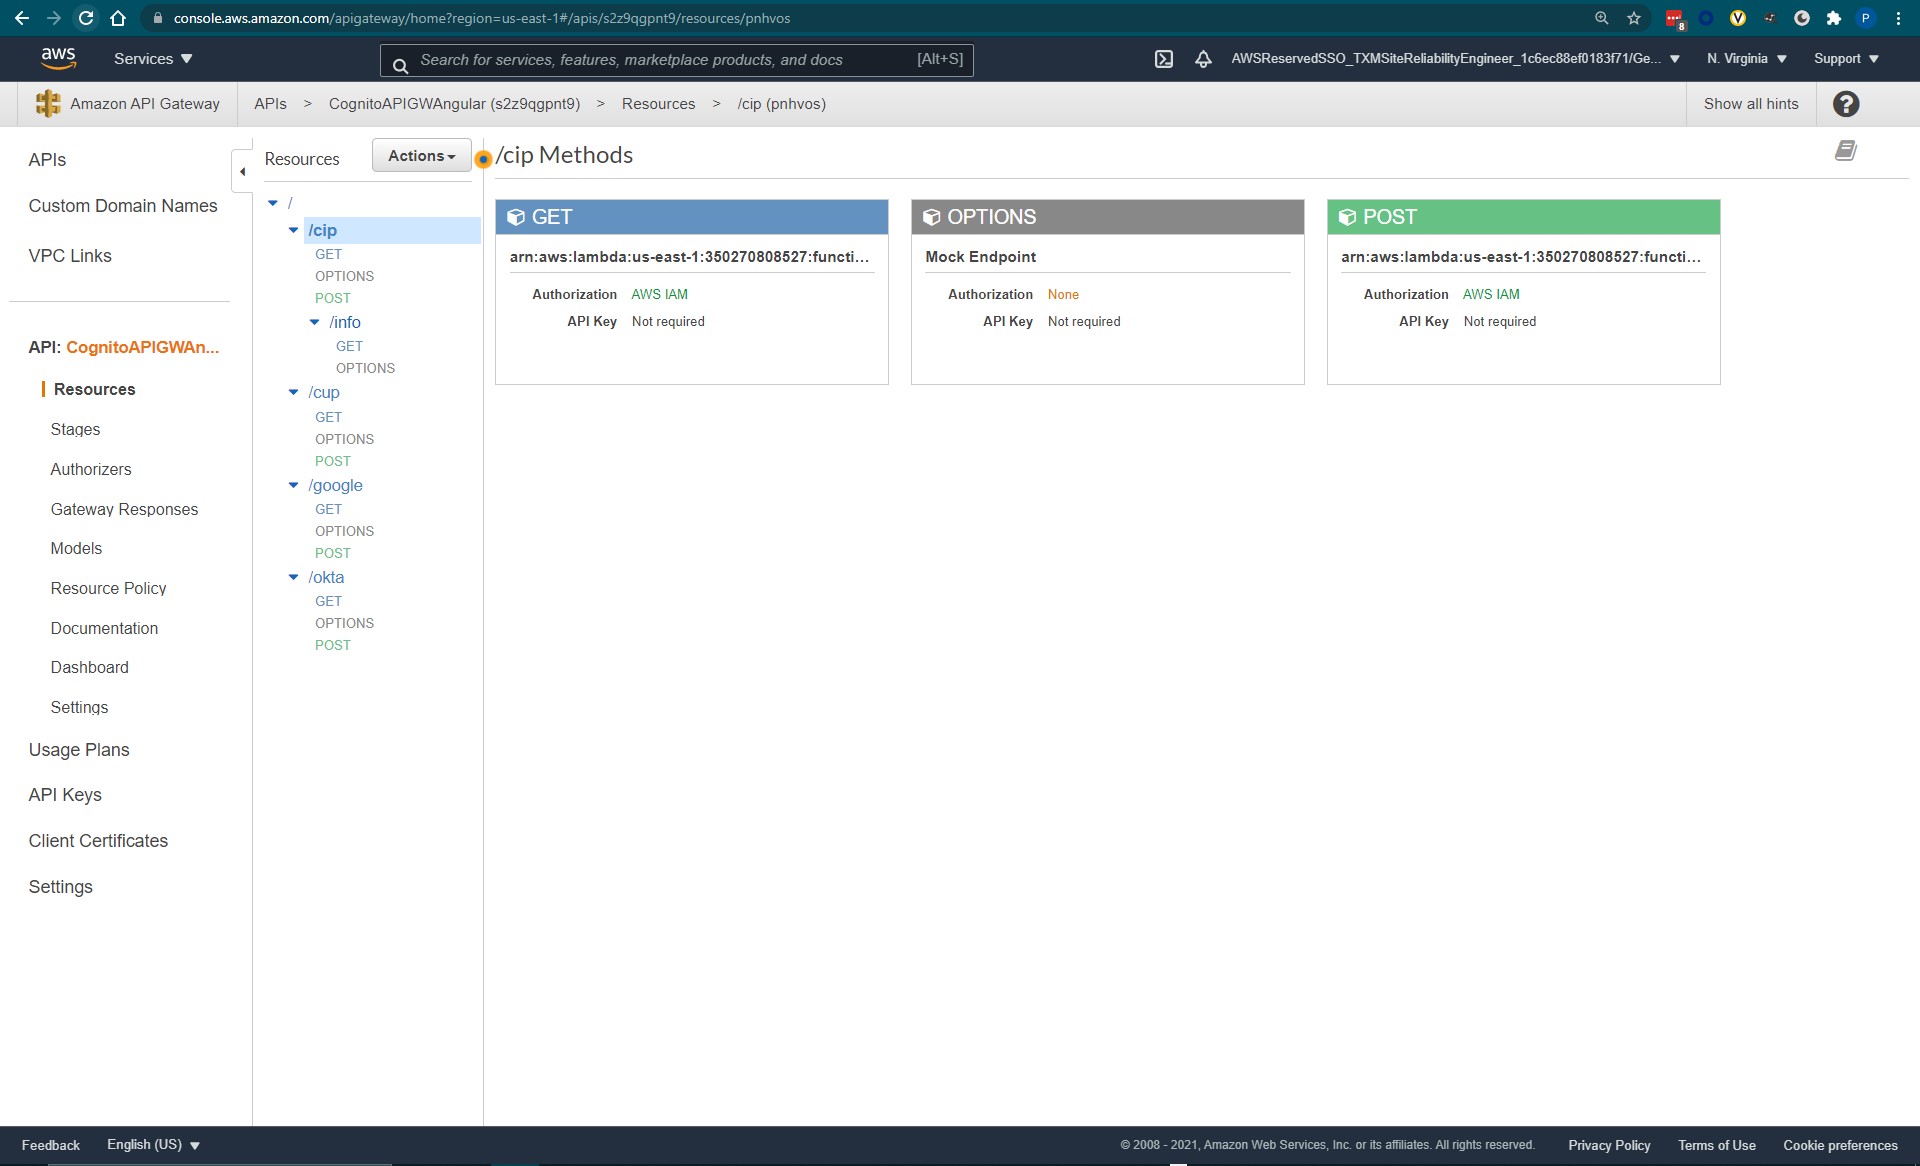 console.aws.amazon.com/apigateway/home?region=us-east-1#/apis/s2z9qgpnt9/resources/pnhvos
8
V
P
aws
Services
Search for services, features, marketplace products, and docs [Alt+S]
AWSReservedSSO_TXMSiteReliabilityEngineer_1c6ec88ef0183f71/Ge...
N. Virginia
Support
Amazon API Gateway
APIs > CognitoAPIGWAngular (s2z9qgpnt9) > Resources > /cip (pnhvos)
Show all hints
?
APIs
Custom Domain Names
VPC Links
API: CognitoAPIGWAn...
Resources
Stages
Authorizers
Gateway Responses
Models
Resource Policy
Documentation
Dashboard
Settings
Usage Plans
API Keys
Client Certificates
Settings
Resources
Actions
/
/cip
GET
OPTIONS
POST
/info
GET
OPTIONS
/cup
GET
OPTIONS
POST
/google
GET
OPTIONS
POST
/okta
GET
OPTIONS
POST
/cip Methods
GET
arn:aws:lambda:us-east-1:350270808527:functi...
Authorization AWS IAM
API Key Not required
OPTIONS
Mock Endpoint
Authorization None
API Key Not required
POST
arn:aws:lambda:us-east-1:350270808527:functi...
Authorization AWS IAM
API Key Not required
Feedback
English (US)
© 2008 - 2021, Amazon Web Services, Inc. or its affiliates. All rights reserved.
Privacy Policy
Terms of Use
Cookie preferences